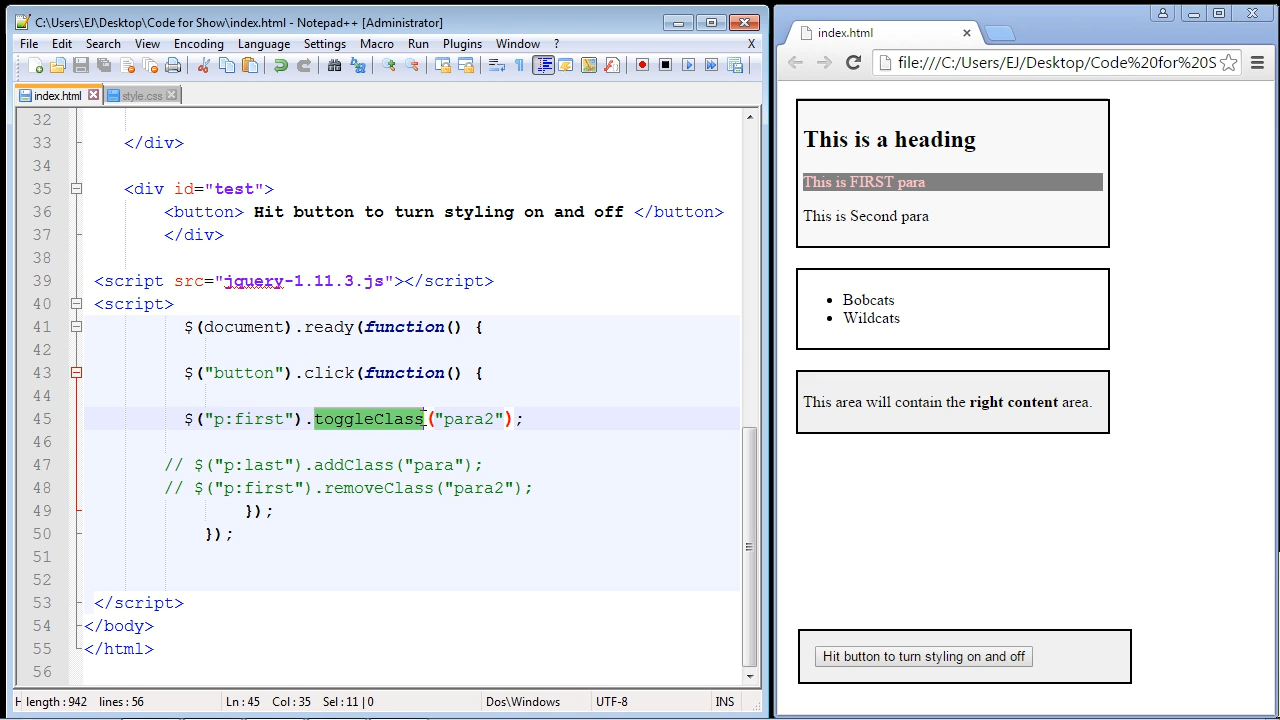 C:\Users\EJ\Desktop\Code for Show\index.html - Notepad++ [Administrator]
File Edit Search View Encoding Language Settings Macro Run Plugins Window ? X
index.html style.css
32
33 </div>
34
35 <div id="test">
36 <button> Hit button to turn styling on and off </button>
37 </div>
38
39 <script src="jquery-1.11.3.js"></script>
40 <script>
41 $(document).ready(function() {
42
43 $("button").click(function() {
44
45 $("p:first").toggleClass("para2");
46
47 // $("p:last").addClass("para");
48 // $("p:first").removeClass("para2");
49 });
50 });
51
52
53 </script>
54 </body>
55 </html>
56
H length : 942 lines : 56 Ln : 45 Col : 35 Sel : 11 | 0 Dos\Windows UTF-8 INS
index.html
file:///C:/Users/EJ/Desktop/Code%20for%20S
This is a heading
This is FIRST para
This is Second para
Bobcats
Wildcats
This area will contain the right content area.
Hit button to turn styling on and off